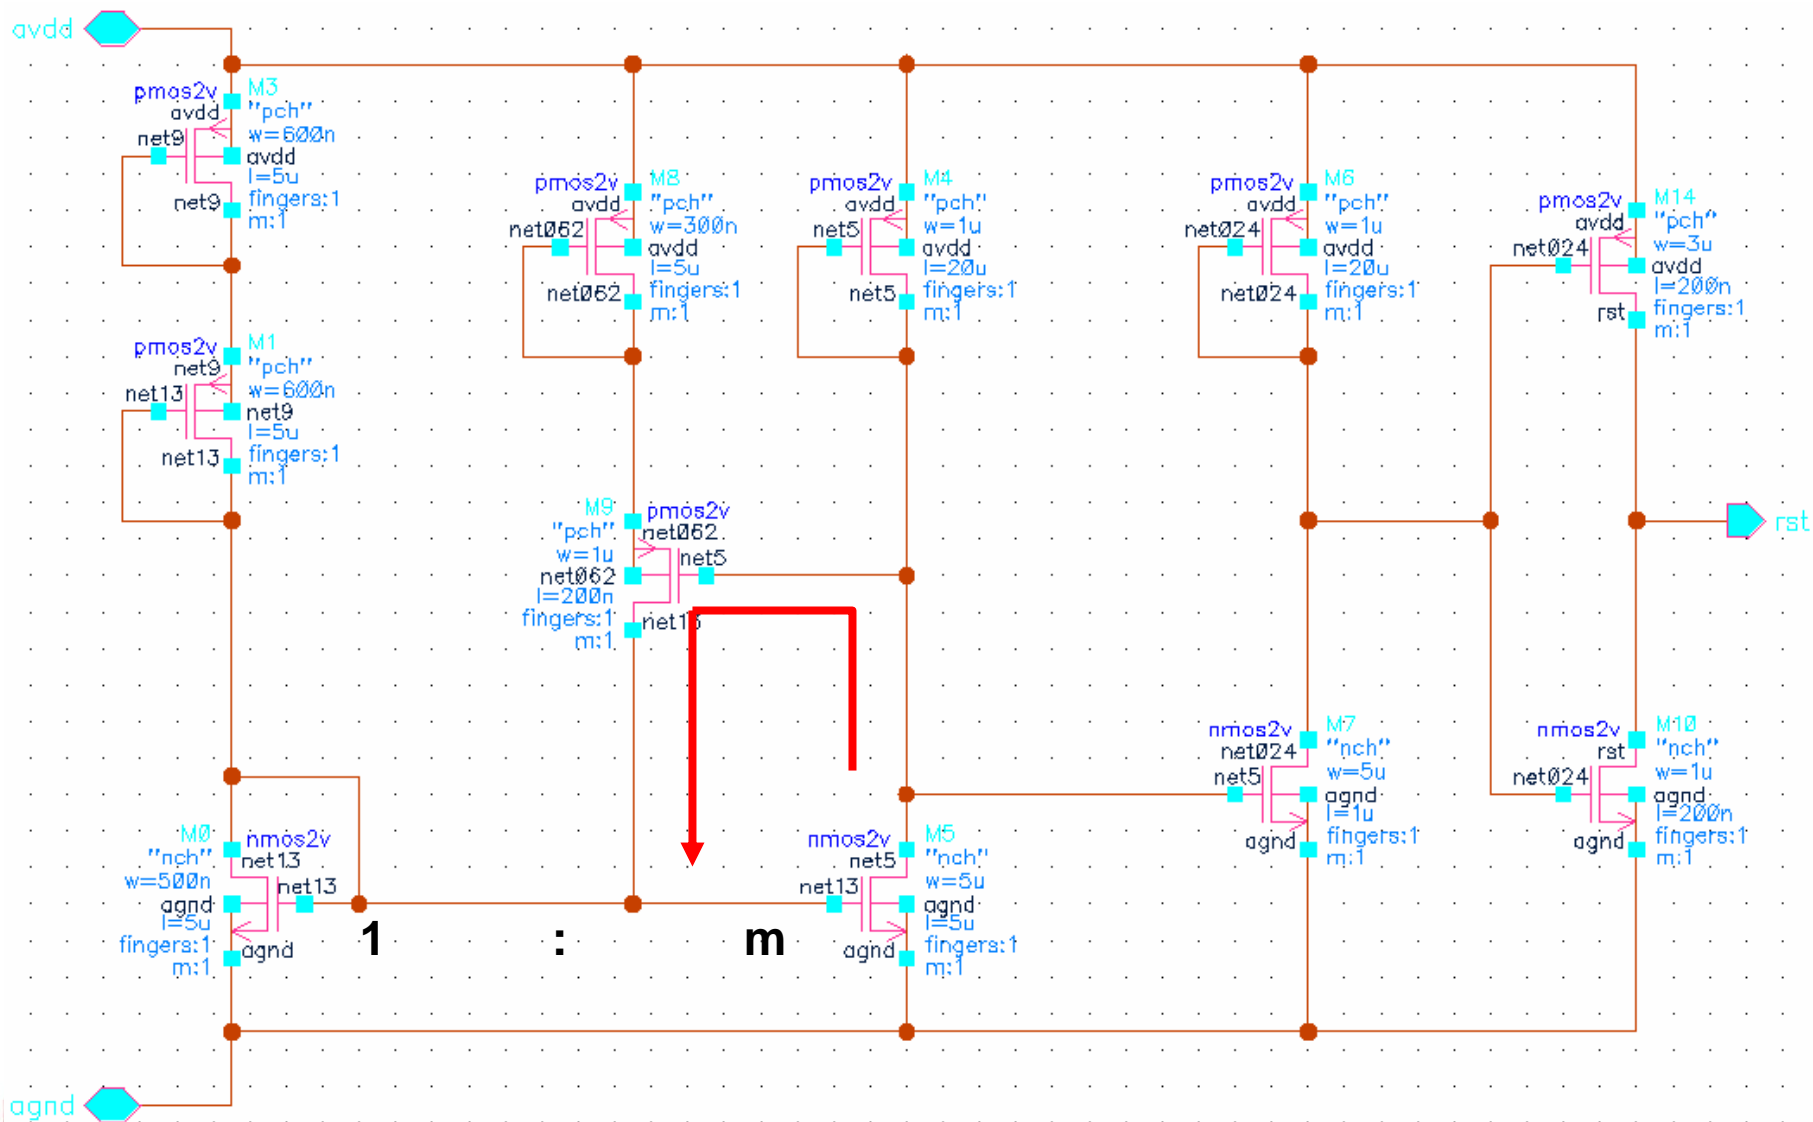 avdd
M3
pmos2v
"pch"
avdd
w=600n
net9
avdd
l=5u
fingers:1
net9
m:1
M8
pmos2v
"pch"
avdd
w=300n
net062
avdd
l=5u
net062
fingers:1
m:1
M4
pmos2v
"pch"
avdd
w=1u
net5
avdd
l=20u
net5
fingers:1
m:1
M6
pmos2v
"pch"
avdd
w=1u
net024
avdd
l=20u
net024
fingers:1
m:1
M14
pmos2v
"pch"
avdd
w=3u
net024
avdd
l=200n
rst
fingers:1
m:1
M1
pmos2v
"pch"
net9
w=600n
net13
net9
l=5u
net13
fingers:1
m:1
M9
pmos2v
"pch"
net062
w=1u
net5
net062
l=200n
fingers:1
net13
m:1
rst
M7
nmos2v
"nch"
net024
w=5u
net5
agnd
l=1u
agnd
fingers:1
m:1
M10
nmos2v
"nch"
rst
w=1u
net024
agnd
l=200n
agnd
fingers:1
m:1
M0
nmos2v
"nch"
net13
w=500n
net13
agnd
l=5u
fingers:1
agnd
m:1
M5
nmos2v
"nch"
net5
w=5u
net13
agnd
l=5u
agnd
fingers:1
m:1
1 : m
agnd